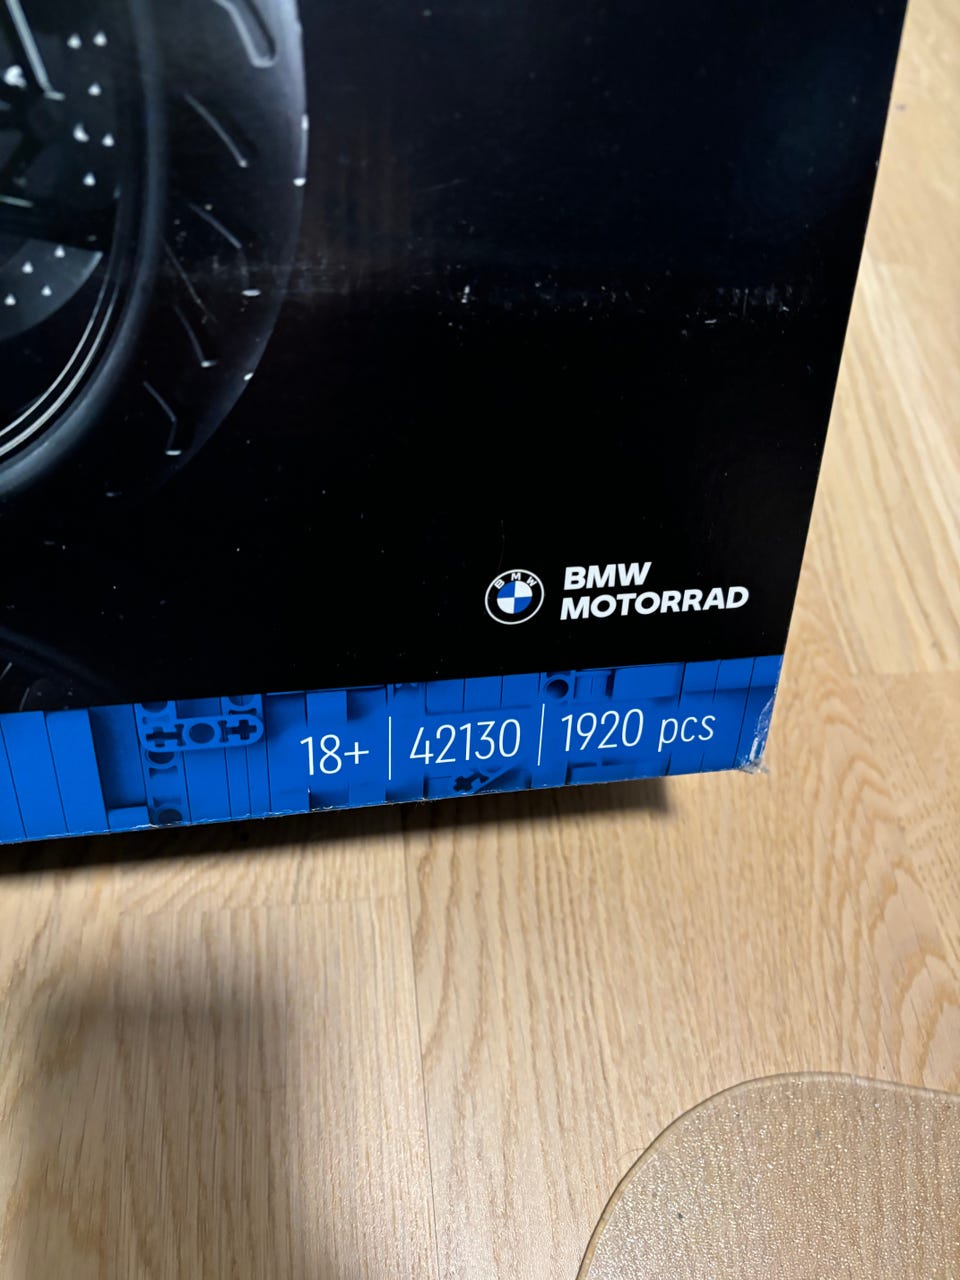 BMW
BMW
MOTORRAD
18+ | 42130 | 1920 pcs